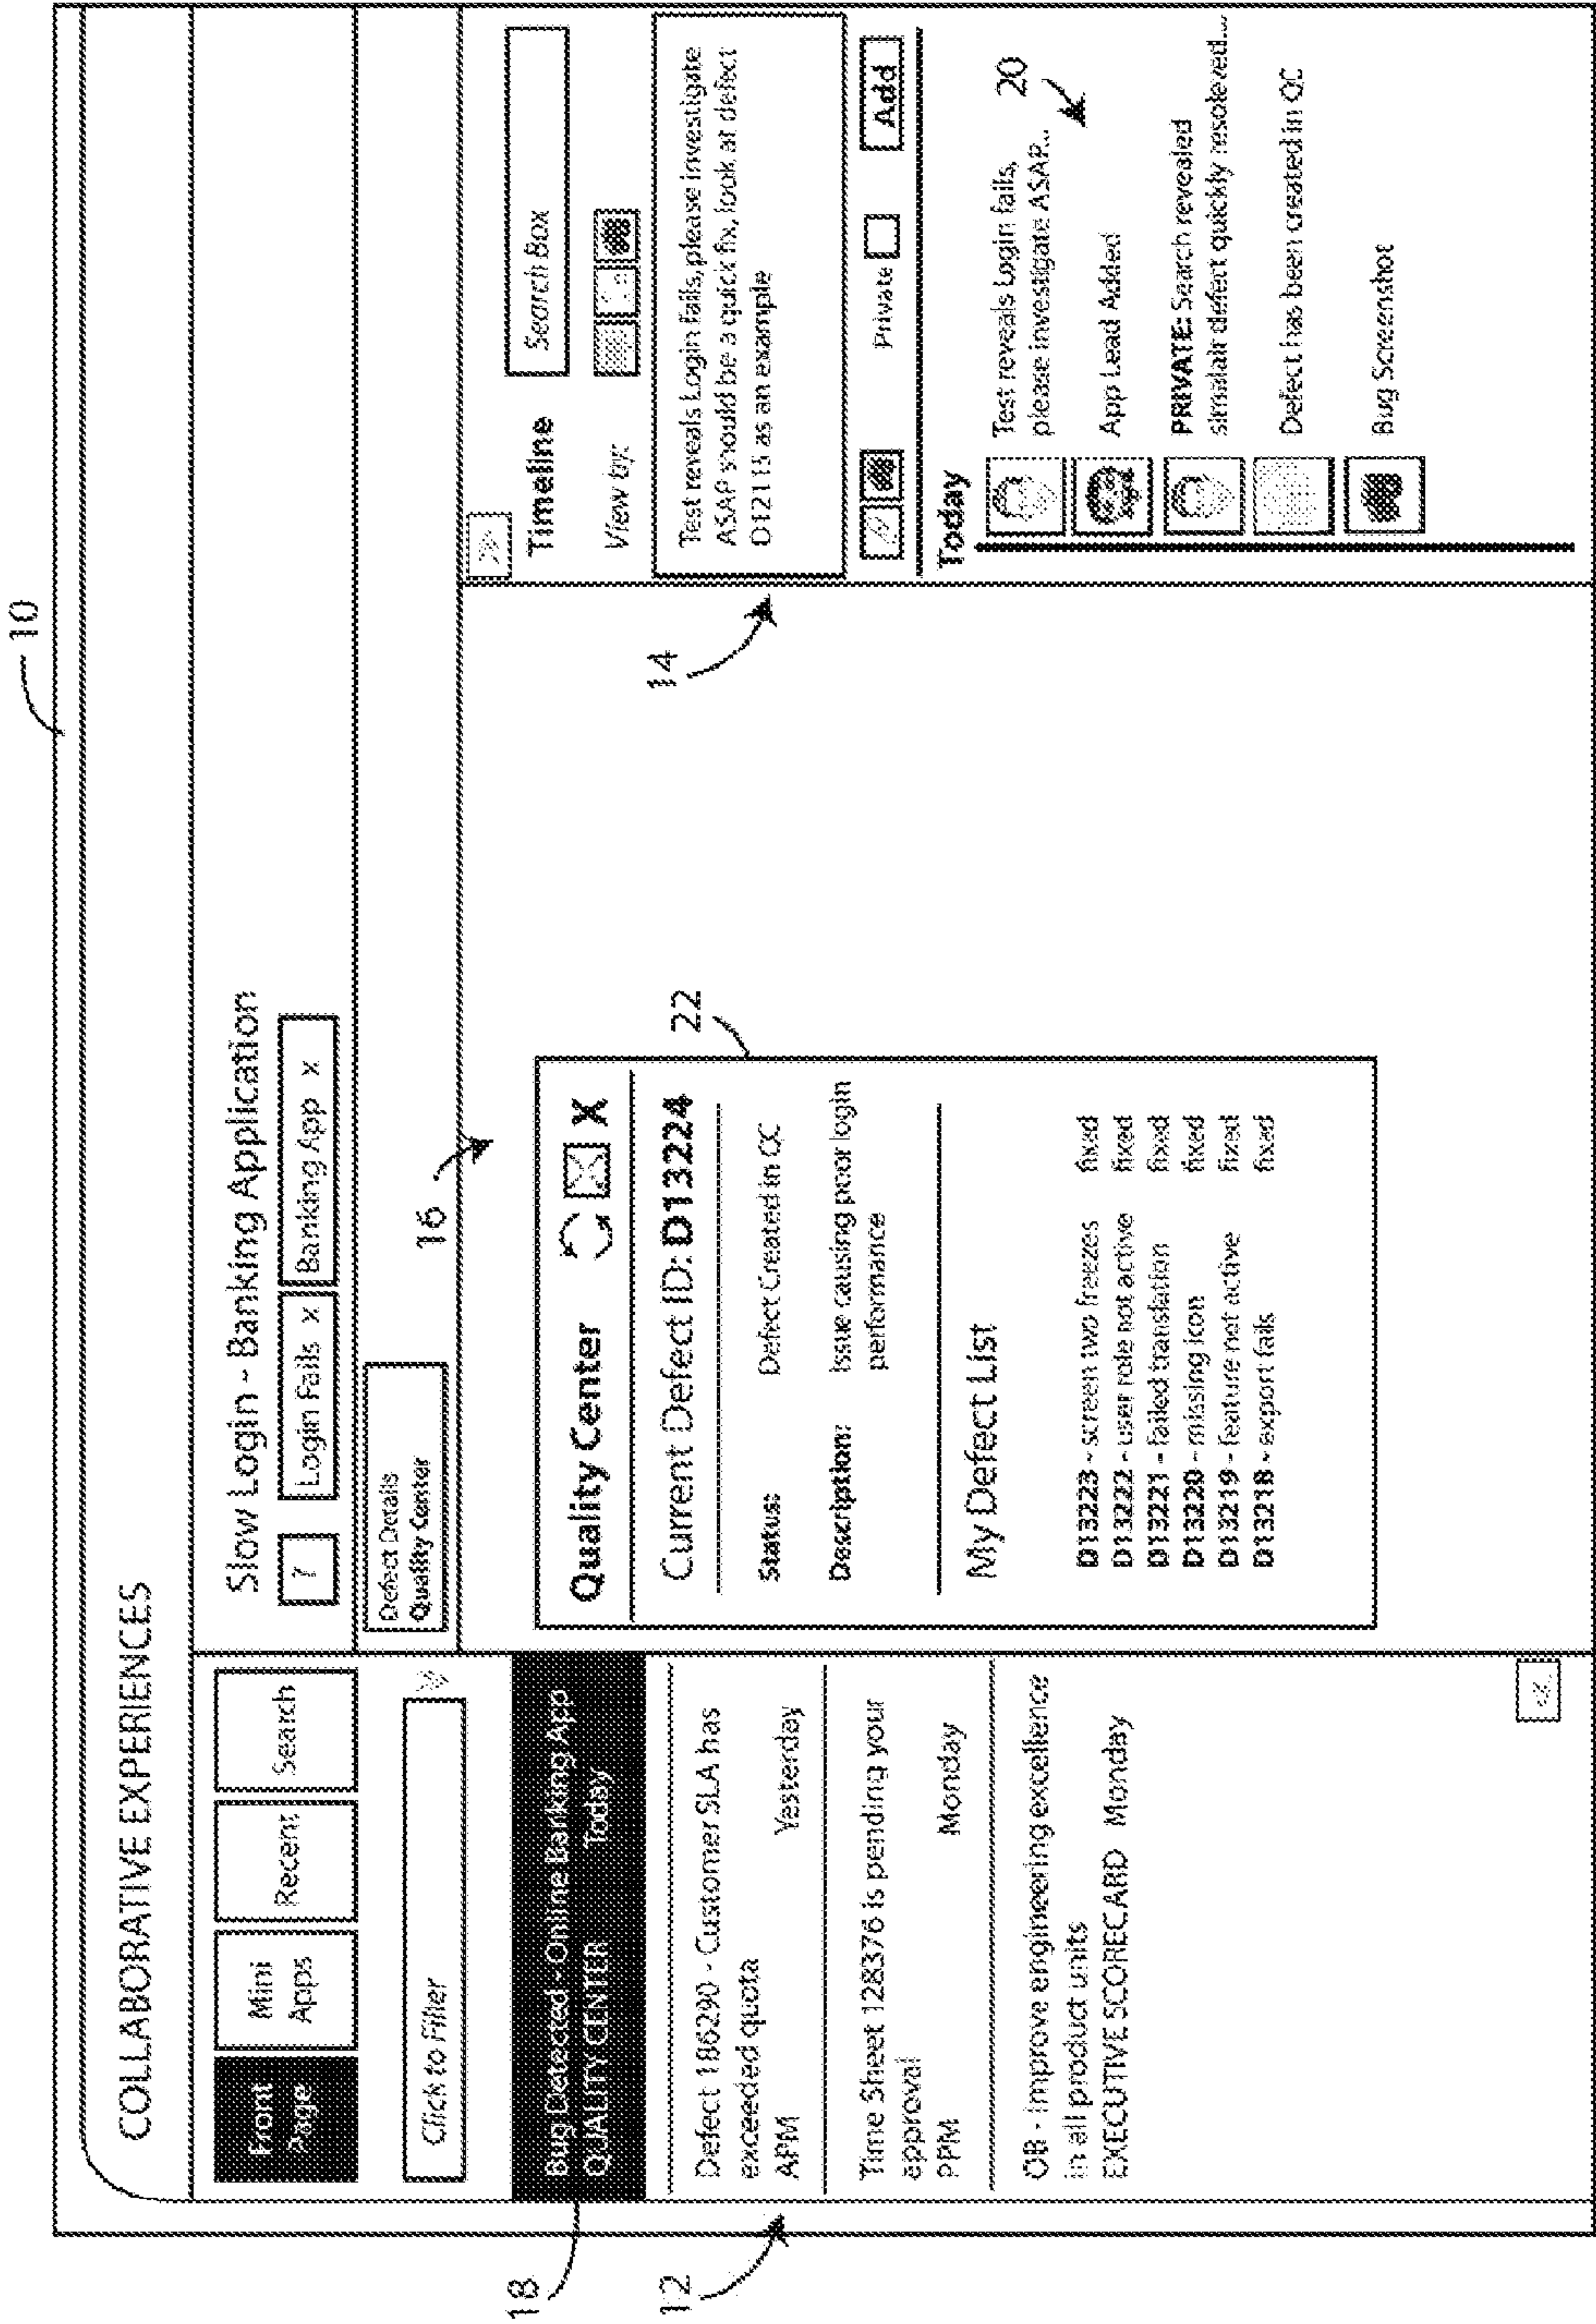 10
COLLABORATIVE EXPERIENCES
Front
Page
Mini
Apps
Recent
Search
Click to Filter
18
Bug Detected - Online Banking App
QUALITY CENTER Today
12
Defect 186290 - Customer SLA has
exceeded quota
APM Yesterday
Time Sheet 128376 is pending your
approval
PPM Monday
OB - Improve engineering excellence
in all product units
EXECUTIVE SCORECARD Monday
<<
Slow Login - Banking Application
?
Login Fails x
Banking App x
Defect Details
Quality Center
16
22
Quality Center X
Current Defect ID: D13224
Status: Defect Created in QC
Description: Issue causing poor login
performance
My Defect List
D13223 - screen two freezes fixed
D13222 - user role not active fixed
D13221 - failed translation fixed
D13220 - missing icon fixed
D13219 - feature not active fixed
D13218 - export fails fixed
14
>>
Timeline
Search Box
View by:
Test reveals Login fails, please investigate
ASAP should be a quick fix, look at defect
as an example
Private
Add
Today
20
Test reveals Login fails,
please investigate ASAP...
App Lead Added
PRIVATE: Search revealed
simalair defect quickly resoleved...
Defect has been created in QC
Bug Screenshot